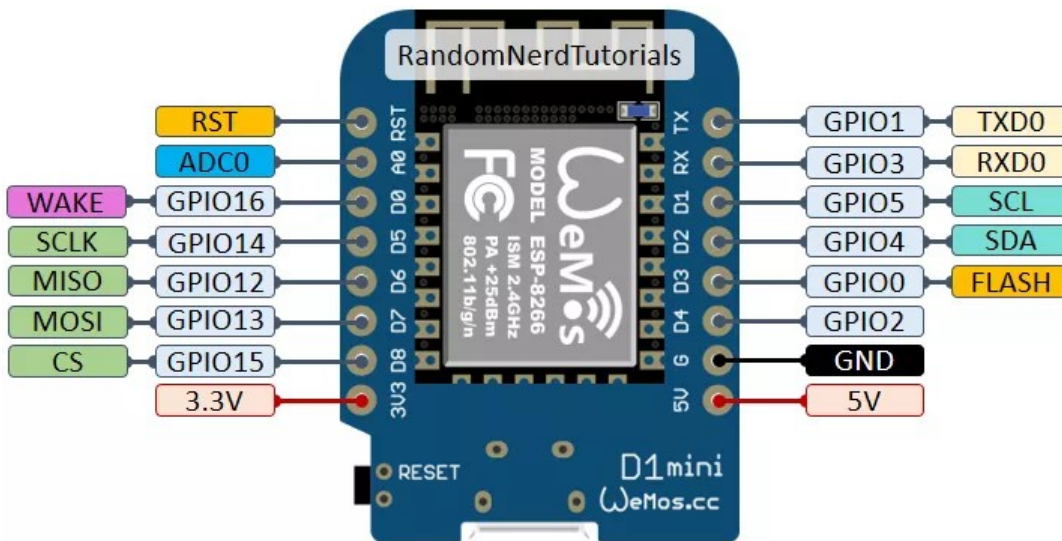 RandomNerdTutorials
RST RST TX GPIO1 TXD0
ADC0 A0 RX GPIO3 RXD0
WAKE GPIO16 D0 D1 GPIO5 SCL
SCLK GPIO14 D5 D2 GPIO4 SDA
MISO GPIO12 D6 D3 GPIO0 FLASH
MOSI GPIO13 D7 D4 GPIO2
CS GPIO15 D8 G GND
3.3V 3V3 5V 5V
WeMos
MODEL ESP-8266
ISM 2.4GHz
PA +25dBm
802.11b/g/n
FC
RESET
D1 mini
WeMos.cc